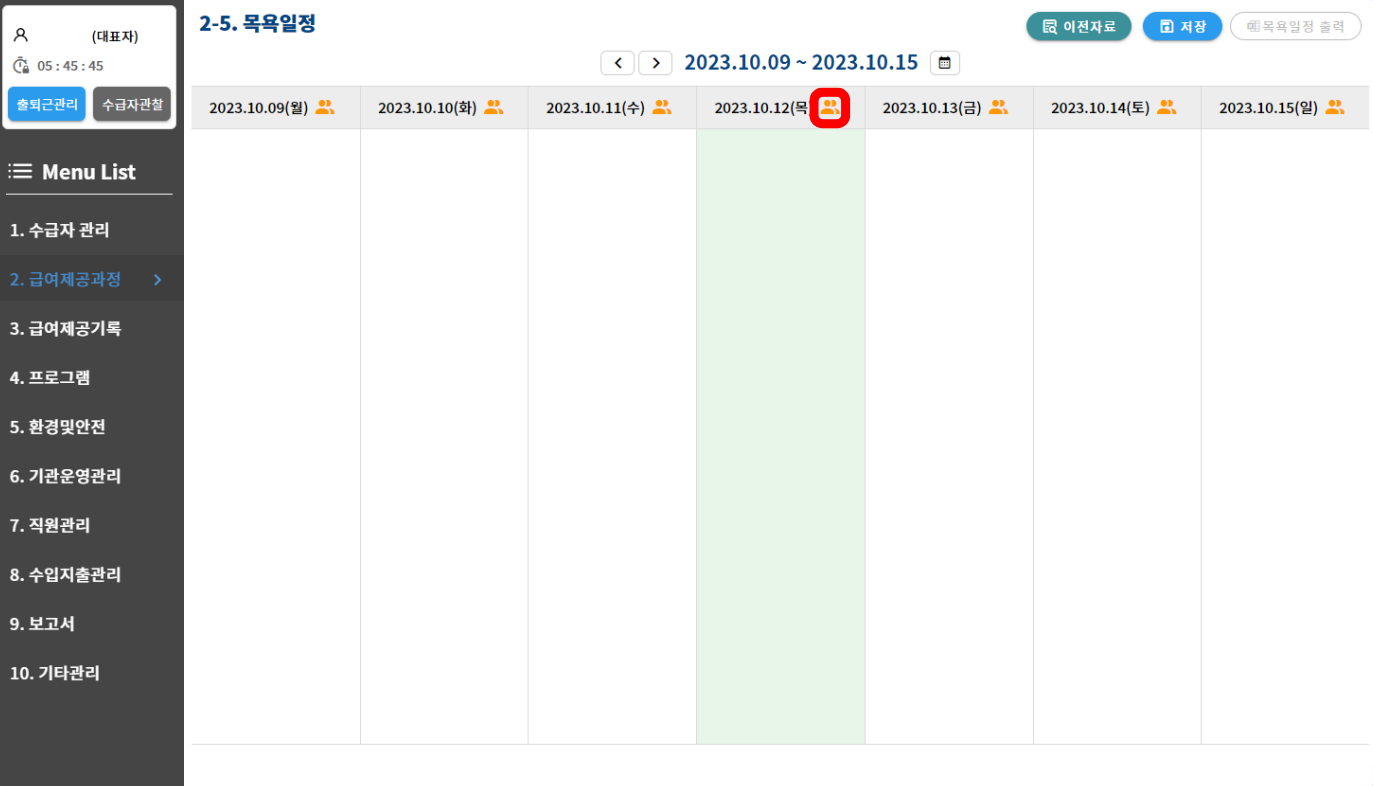 (대표자)
05 : 45 : 45
출퇴근관리 수급자관찰
Menu List
1. 수급자 관리
2. 급여제공과정
3. 급여제공기록
4. 프로그램
5. 환경및안전
6. 기관운영관리
7. 직원관리
8. 수입지출관리
9. 보고서
10. 기타관리
2-5. 목욕일정
이전자료 저장 목욕일정 출력
2023.10.09 ~ 2023.10.15
2023.10.09(월) 2023.10.10(화) 2023.10.11(수) 2023.10.12(목 2023.10.13(금) 2023.10.14(토) 2023.10.15(일)